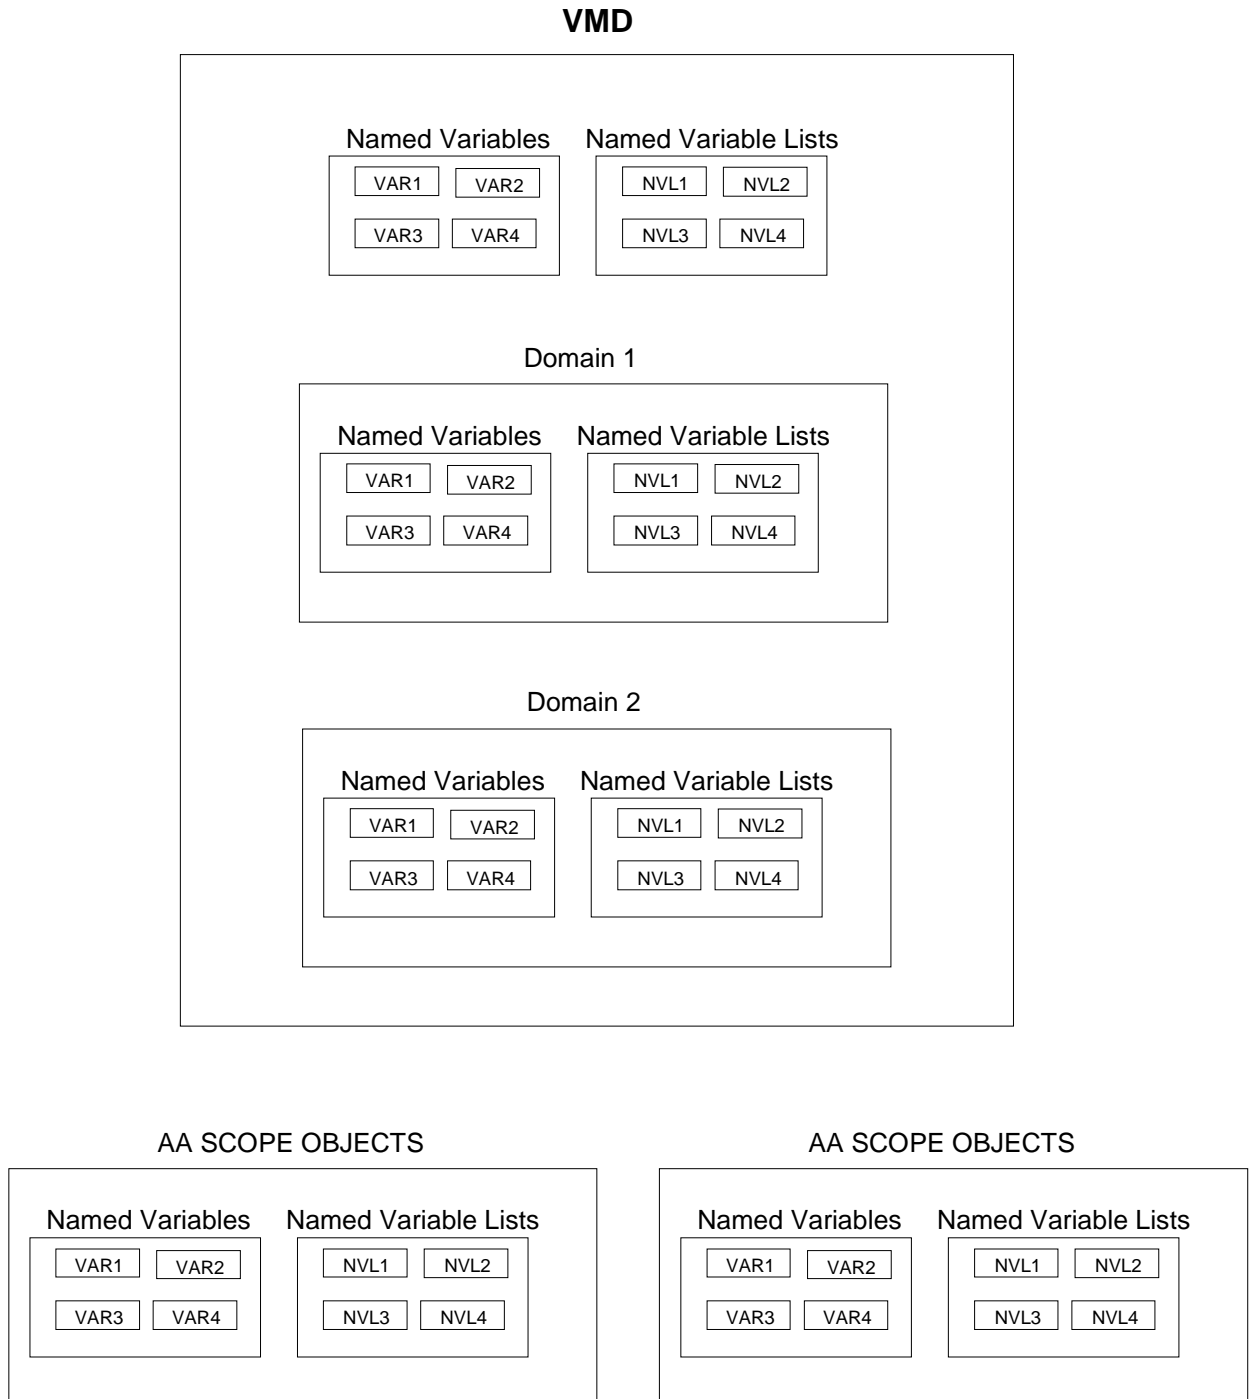 VMD
Named Variables Named Variable Lists
VAR1 VAR2 NVL1 NVL2
VAR3 VAR4 NVL3 NVL4
Domain 1
Named Variables Named Variable Lists
VAR1 VAR2 NVL1 NVL2
VAR3 VAR4 NVL3 NVL4
Domain 2
Named Variables Named Variable Lists
VAR1 VAR2 NVL1 NVL2
VAR3 VAR4 NVL3 NVL4
AA SCOPE OBJECTS AA SCOPE OBJECTS
Named Variables Named Variable Lists Named Variables Named Variable Lists
VAR1 VAR2 NVL1 NVL2 VAR1 VAR2 NVL1 NVL2
VAR3 VAR4 NVL3 NVL4 VAR3 VAR4 NVL3 NVL4